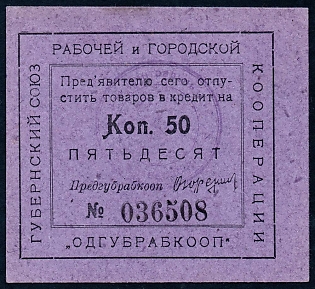 РАБОЧЕЙ и ГОРОДСКОЙ
ГУБЕРНСКИЙ СОЮЗ
К-ООПЕРАЦИИ
Пред'явителю сего отпу-
стить товаров в кредит на
Коп. 50
ПЯТЬДЕСЯТ
Предгубрабкооп
№ 036508
„ОДГУБРАБКООП"